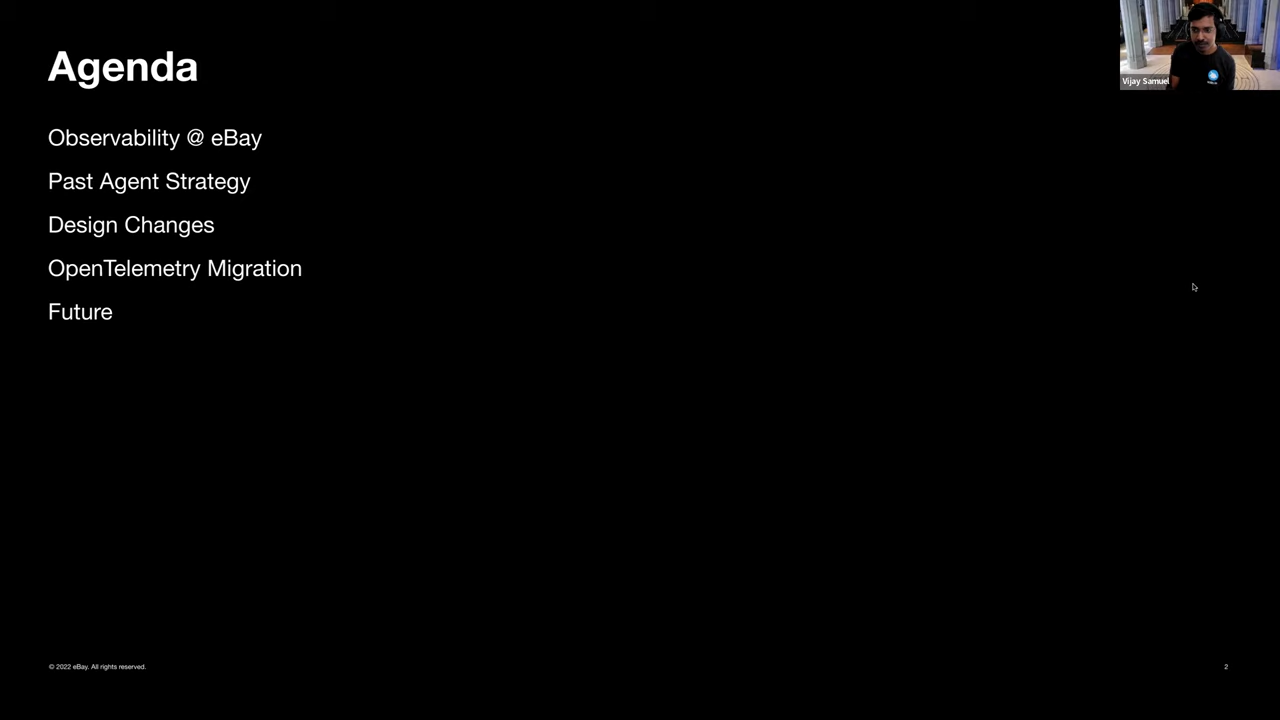 Agenda
Vijay Samuel
Observability @ eBay
Past Agent Strategy
Design Changes
OpenTelemetry Migration
Future
© 2022 eBay. All rights reserved.
2